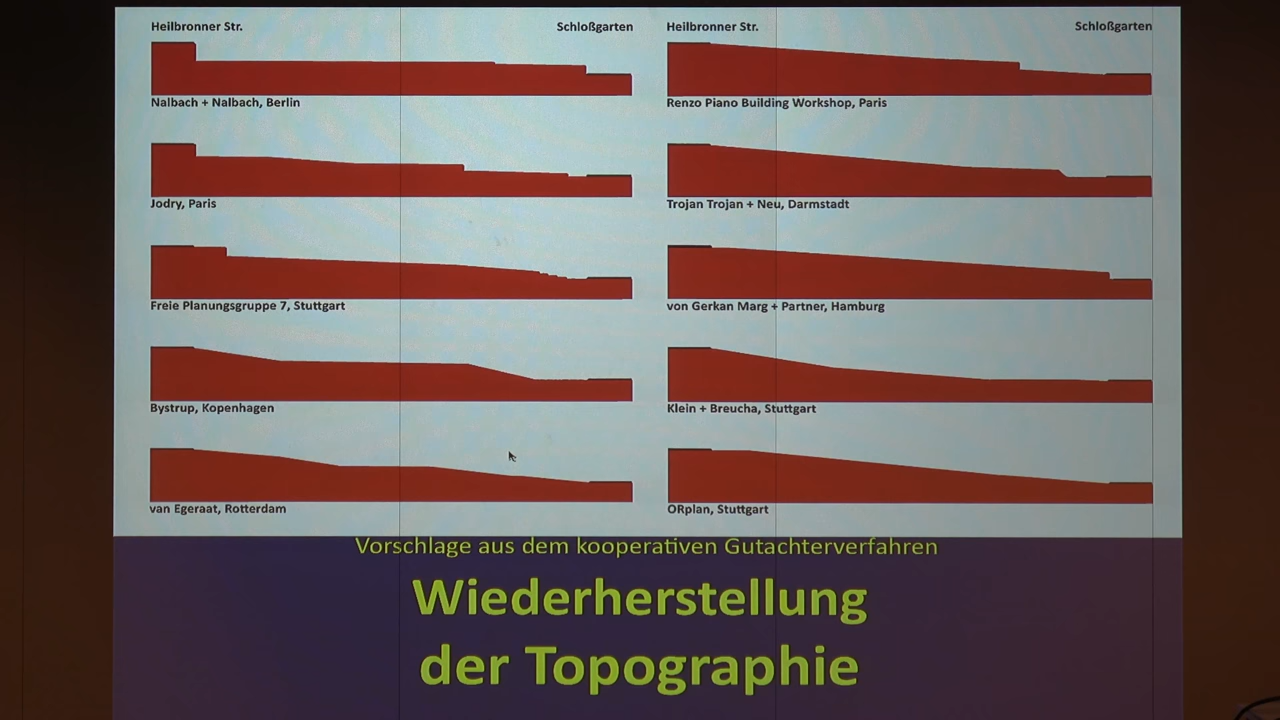 Heilbronner Str.
Schloßgarten
Nalbach + Nalbach, Berlin
Jodry, Paris
Freie Planungsgruppe 7, Stuttgart
Bystrup, Kopenhagen
van Egeraat, Rotterdam
Heilbronner Str.
Schloßgarten
Renzo Piano Building Workshop, Paris
Trojan Trojan + Neu, Darmstadt
von Gerkan Marg + Partner, Hamburg
Klein + Breucha, Stuttgart
ORplan, Stuttgart
Vorschlage aus dem kooperativen Gutachterverfahren
Wiederherstellung
der Topographie